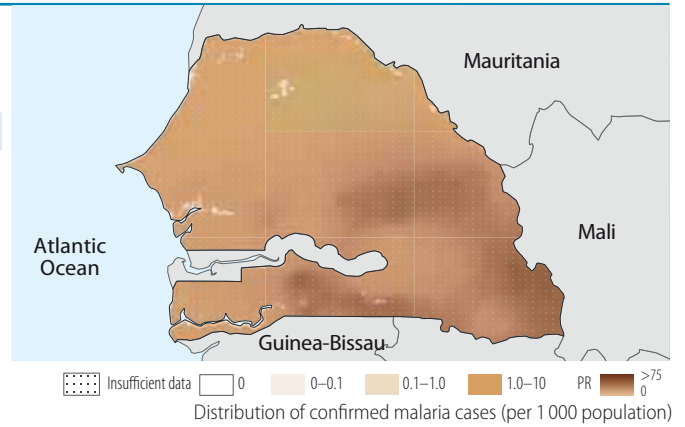 Mauritania
Mali
Atlantic
Ocean
Guinea-Bissau
Insufficient data 0 0–0.1 0.1–1.0 1.0–10 PR >75
0
Distribution of confirmed malaria cases (per 1 000 population)